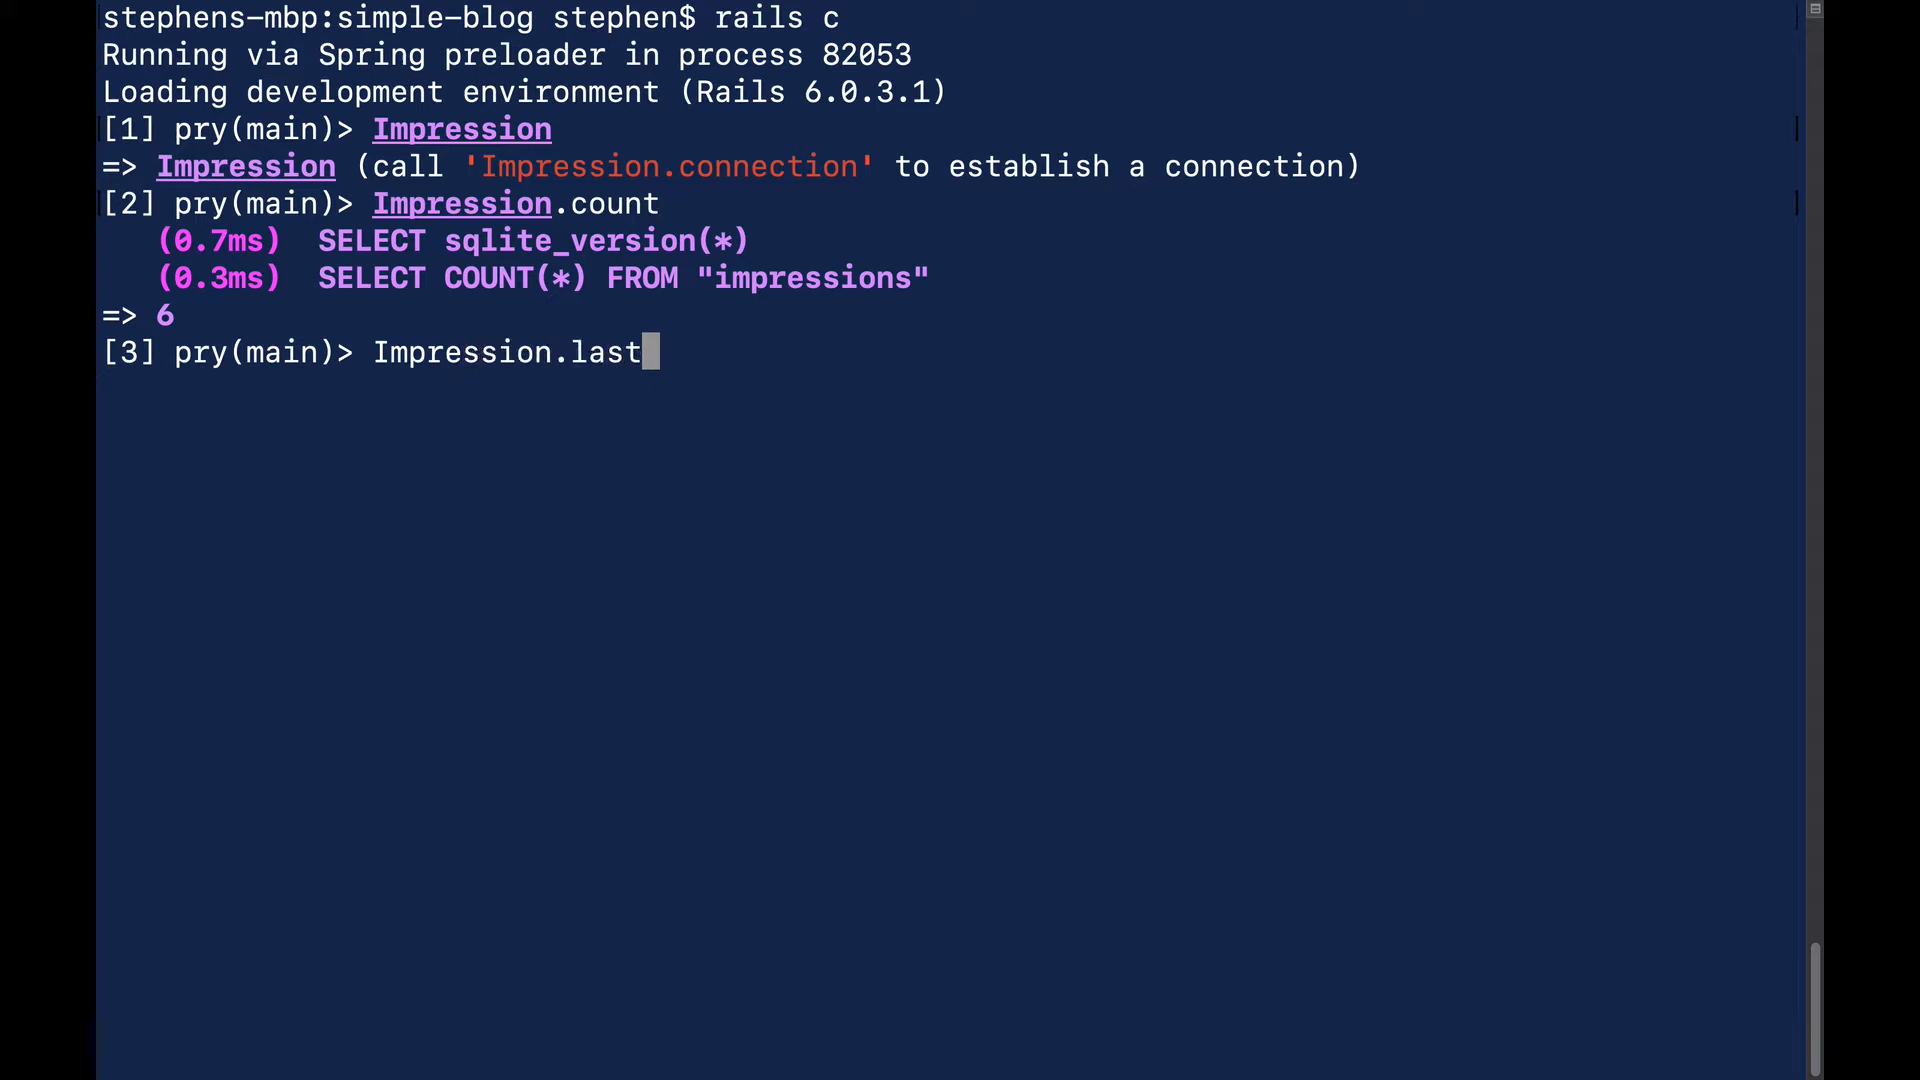 stephens-mbp:simple-blog stephen$ rails c
Running via Spring preloader in process 82053
Loading development environment (Rails 6.0.3.1)
[1] pry(main)> Impression
=> Impression (call 'Impression.connection' to establish a connection)
[2] pry(main)> Impression.count
   (0.7ms)  SELECT sqlite_version(*)
   (0.3ms)  SELECT COUNT(*) FROM "impressions"
=> 6
[3] pry(main)> Impression.last